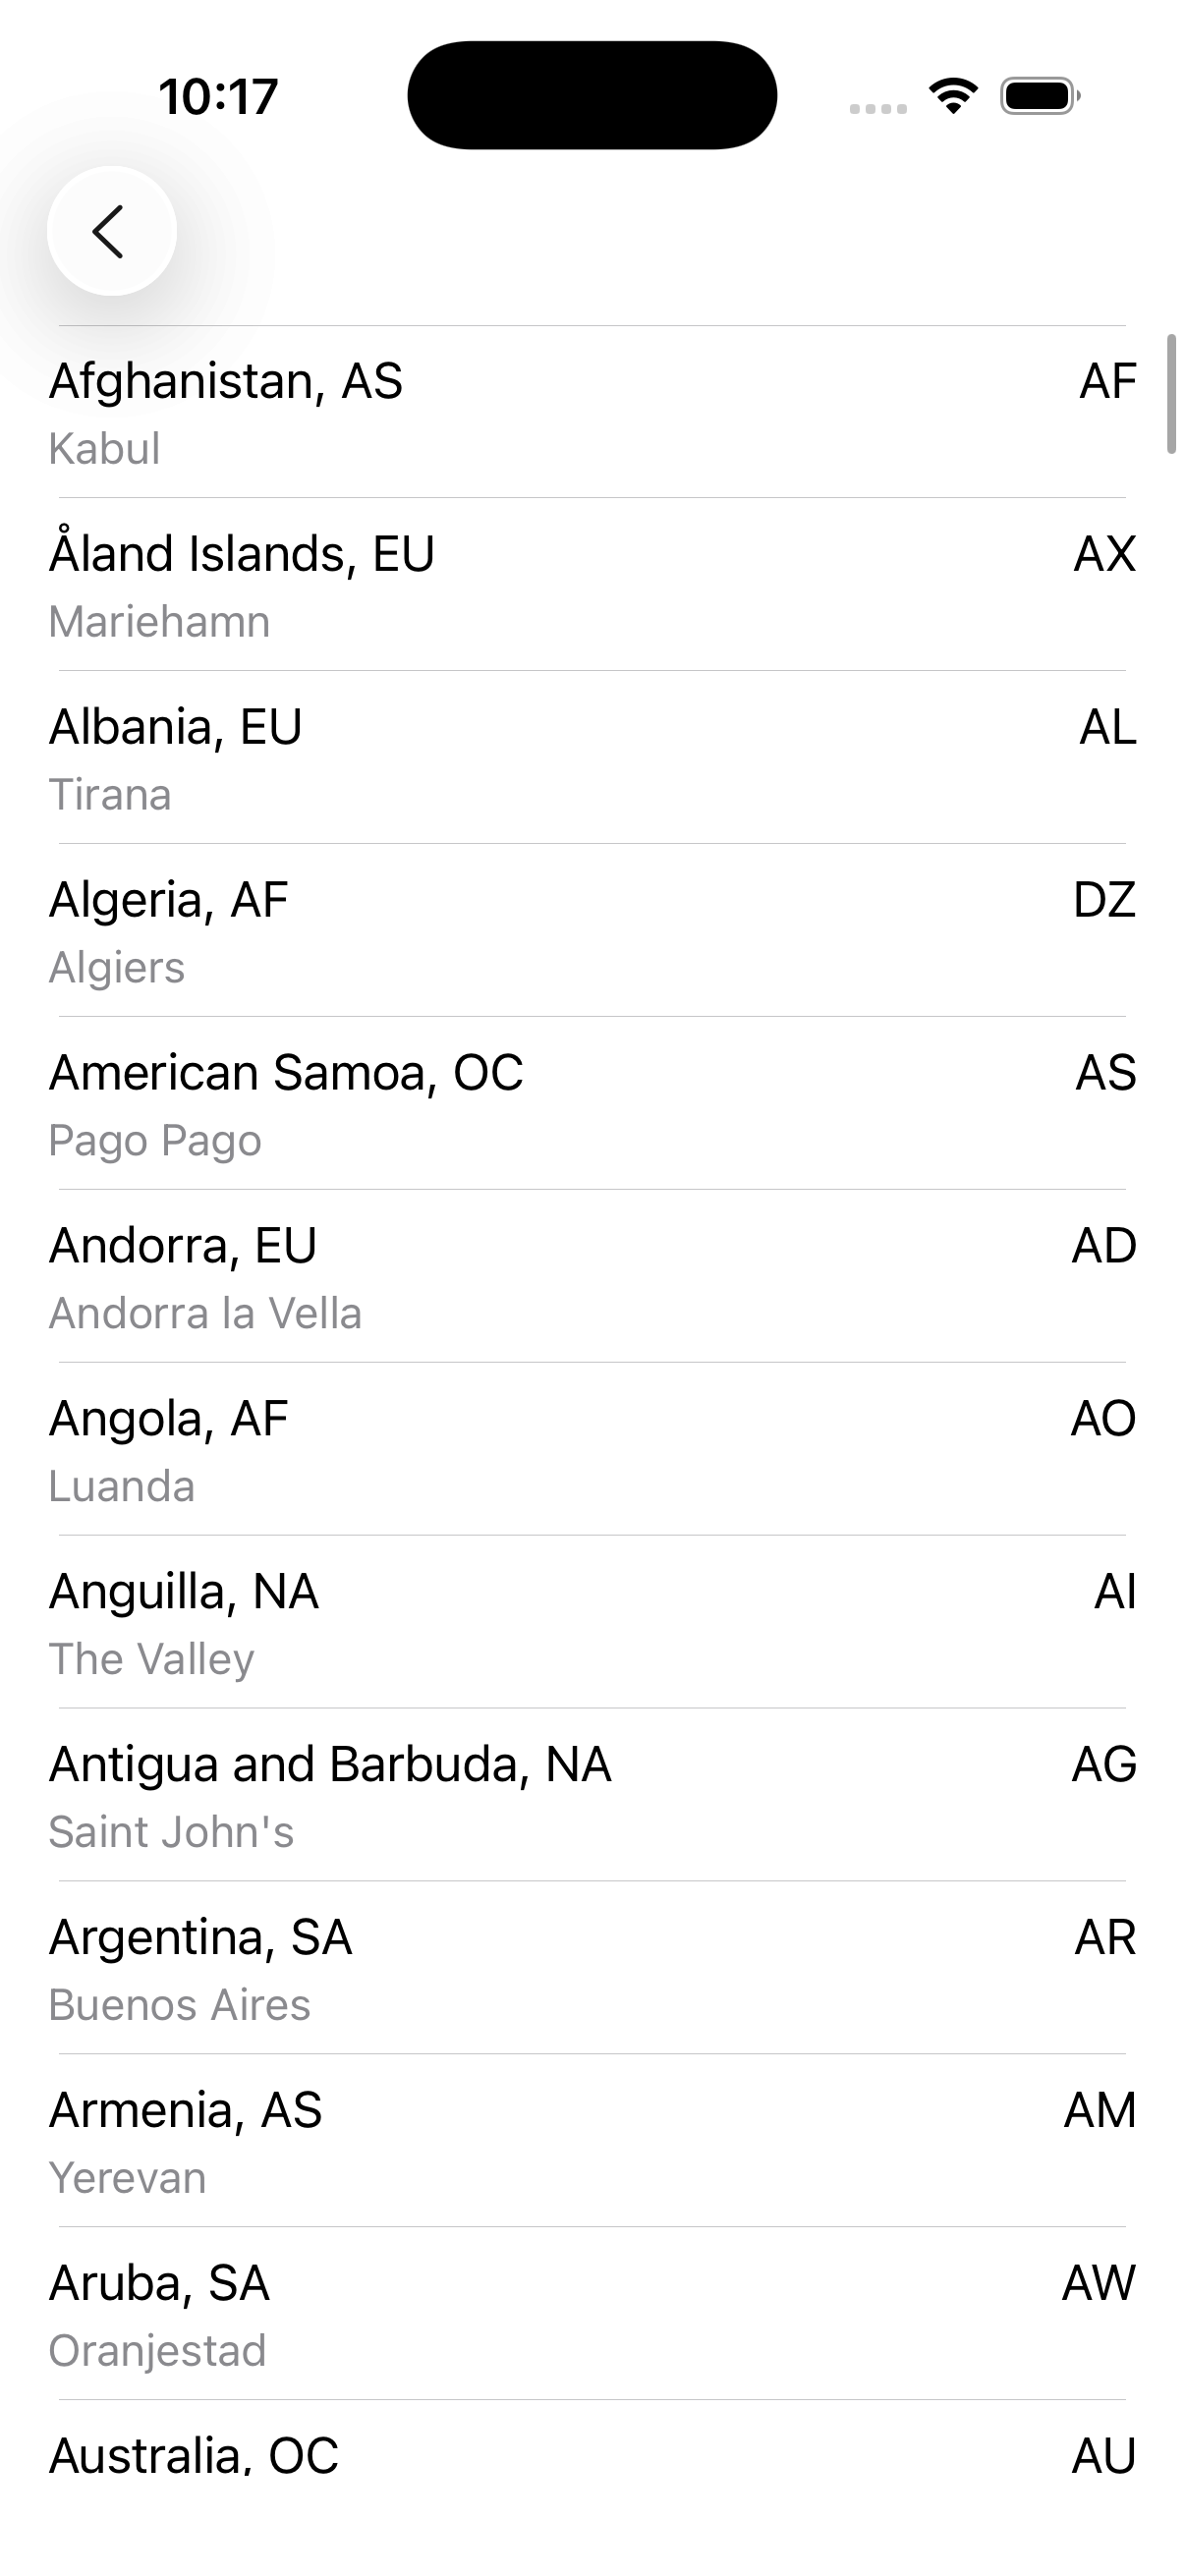 10:17
Afghanistan, AS AF
Kabul
Åland Islands, EU AX
Mariehamn
Albania, EU AL
Tirana
Algeria, AF DZ
Algiers
American Samoa, OC AS
Pago Pago
Andorra, EU AD
Andorra la Vella
Angola, AF AO
Luanda
Anguilla, NA AI
The Valley
Antigua and Barbuda, NA AG
Saint John's
Argentina, SA AR
Buenos Aires
Armenia, AS AM
Yerevan
Aruba, SA AW
Oranjestad
Australia, OC AU